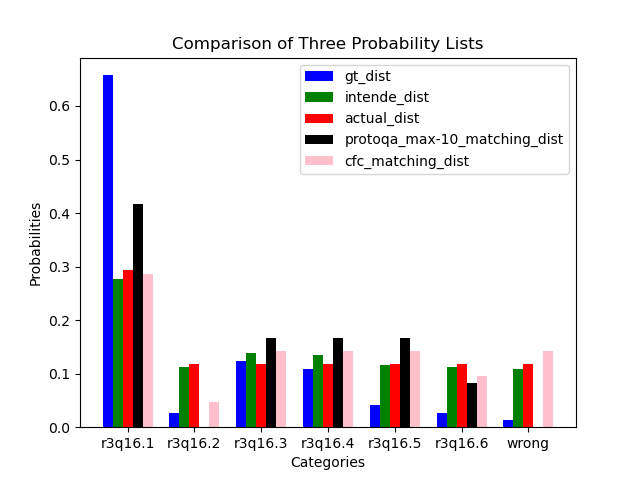 Comparison of Three Probability Lists
gt_dist
intende_dist
actual_dist
protoqa_max-10_matching_dist
cfc_matching_dist
Probabilities
0.6
0.5
0.4
0.3
0.2
0.1
0.0
r3q16.1 r3q16.2 r3q16.3 r3q16.4 r3q16.5 r3q16.6 wrong
Categories